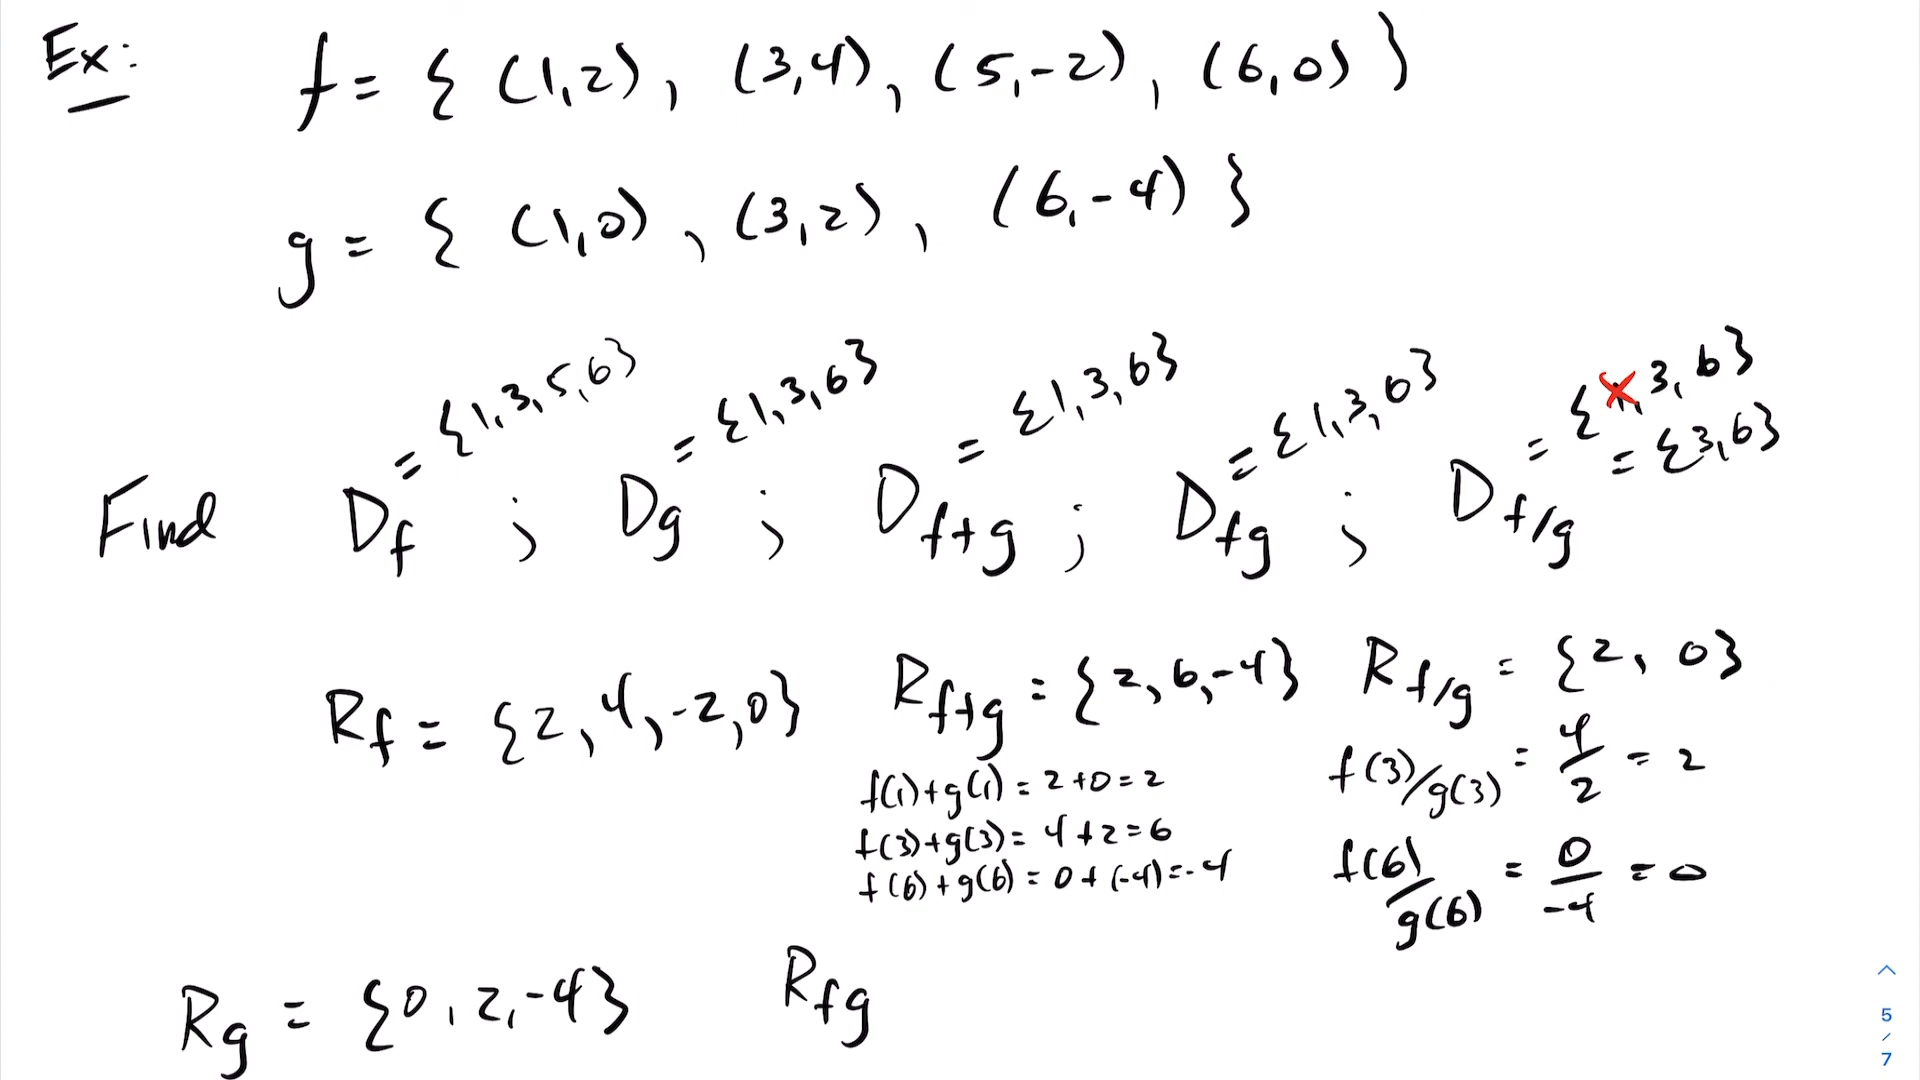 Ex: f = { (1,2), (3,4), (5,-2), (6,0) }
g = { (1,0), (3,2), (6,-4) }
= {1,3,5,6} = {1,3,6} = {1,3,6} = {1,3,6} = {1,3,6}
= {3,6}
Find D_f ; D_g ; D_f+g ; D_fg ; D_f/g
R_f = {2,4,-2,0} R_f+g = {2,6,-4} R_f/g = {2,0}
f(1)+g(1) = 2+0=2
f(3)+g(3) = 4+2=6
f(6)+g(6) = 0+(-4)=-4
f(3)/g(3) = 4/2 = 2
f(6)/g(6) = 0/-4 = 0
R_g = {0,2,-4} R_fg
5
/
7